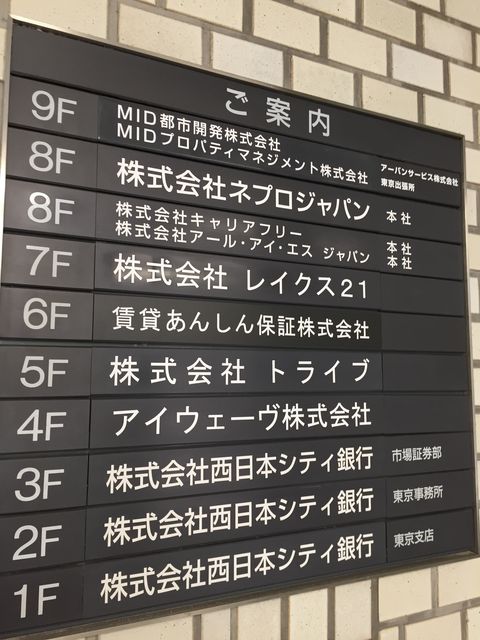 ご案内
9F MID都市開発株式会社
MIDプロパティマネジメント株式会社 アーバンサービス株式会社
東京出張所
8F 株式会社ネプロジャパン 本社
8F 株式会社キャリアフリー 本社
株式会社アール・アイ・エス ジャパン 本社
7F 株式会社 レイクス21
6F 賃貸あんしん保証株式会社
5F 株式会社 トライブ
4F アイウェーヴ株式会社
3F 株式会社西日本シティ銀行 市場証券部
2F 株式会社西日本シティ銀行 東京事務所
1F 株式会社西日本シティ銀行 東京支店